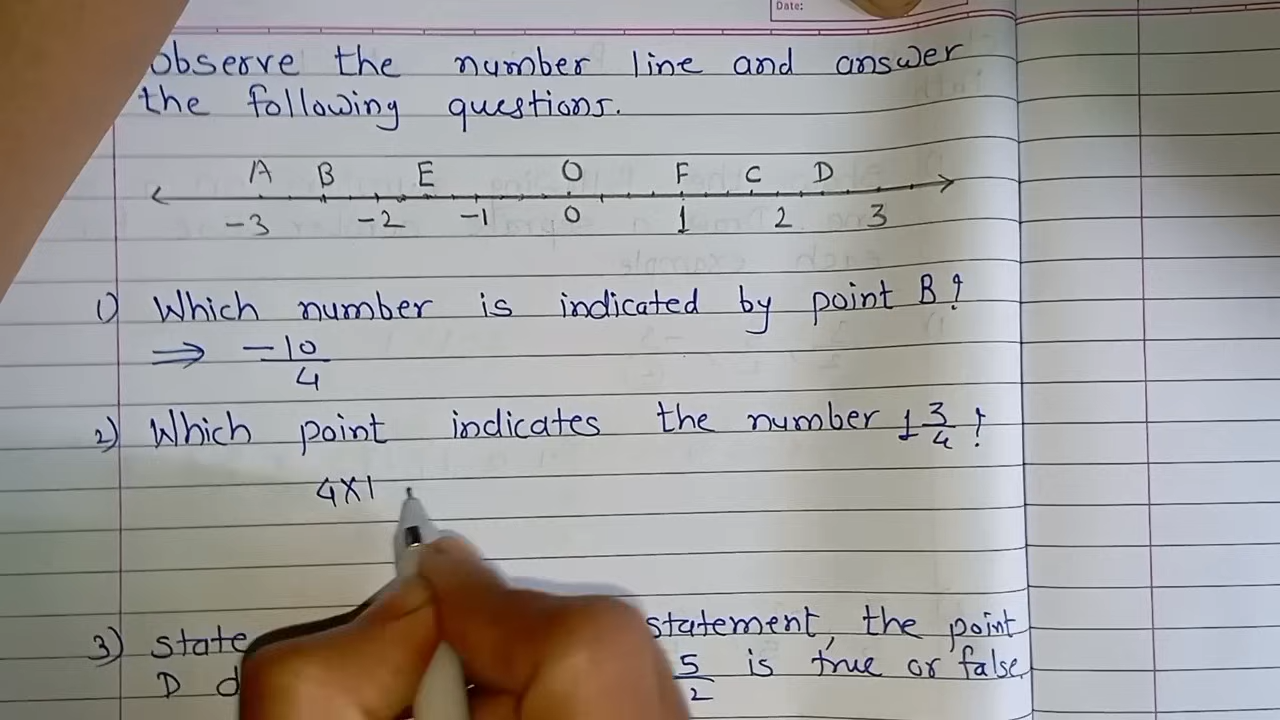 Date:
observe the number line and answer
the following questions.
A B E O F C D
-3 -2 -1 0 1 2 3
1) Which number is indicated by point B?
⇒ -10/4
2) Which point indicates the number 1 3/4?
4×1
3) state statement, the point
D d 5/2 is true or false